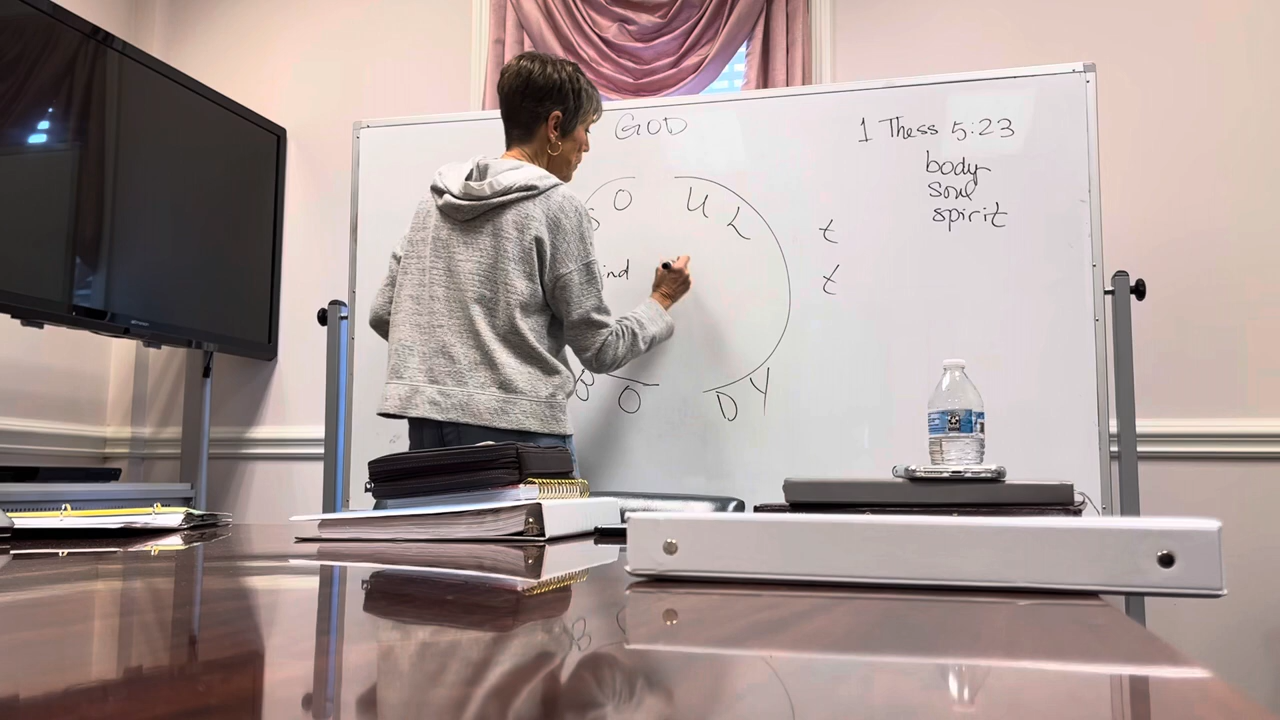 GOD
1 Thess 5:23
body
soul
spirit
S O U L
t
ind
t
B O D Y